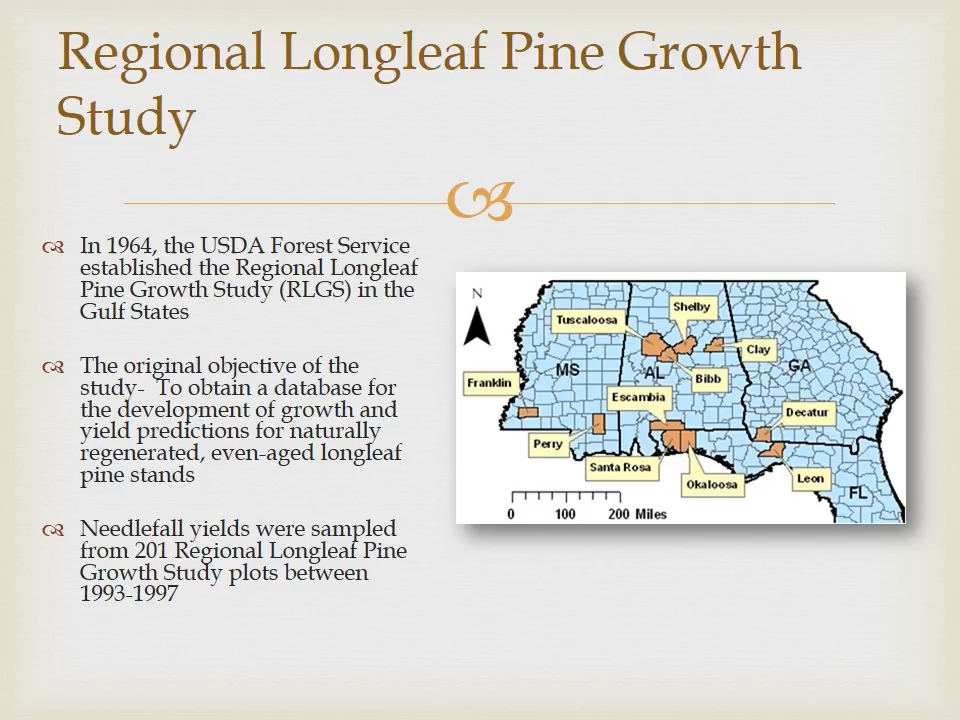 Regional Longleaf Pine Growth
Study
In 1964, the USDA Forest Service
established the Regional Longleaf
Pine Growth Study (RLGS) in the
Gulf States
The original objective of the
study- To obtain a database for
the development of growth and
yield predictions for naturally
regenerated, even-aged longleaf
pine stands
Needlefall yields were sampled
from 201 Regional Longleaf Pine
Growth Study plots between
1993-1997
N
Shelby
Tuscaloosa
Clay
MS
AL
GA
Bibb
Franklin
Escambia
Decatur
Perry
Santa Rosa
Okaloosa
Leon
FL
0 100 200 Miles